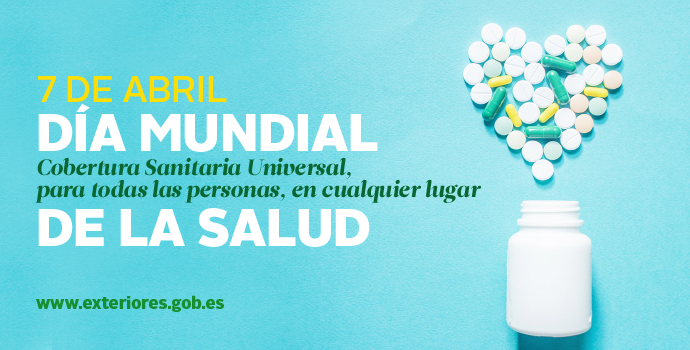 7 DE ABRIL
DÍA MUNDIAL
Cobertura Sanitaria Universal,
para todas las personas, en cualquier lugar
DE LA SALUD
www.exteriores.gob.es